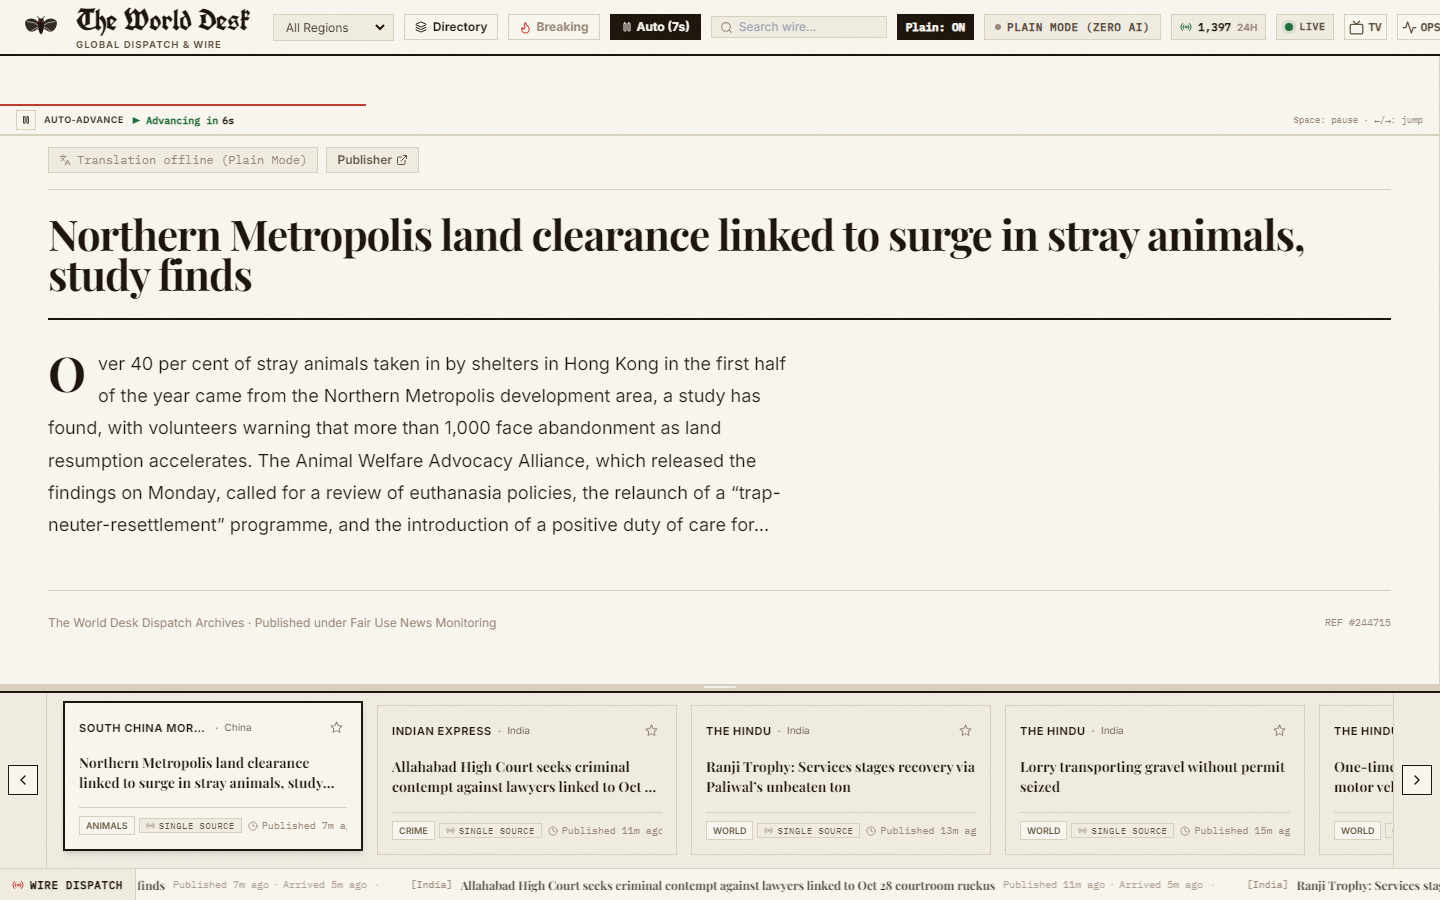 The World Desk
GLOBAL DISPATCH & WIRE
All Regions
Directory
Breaking
Auto (7s)
Search wire...
Plain: ON
PLAIN MODE (ZERO AI)
1,397 24H
LIVE
TV
OPS
AUTO-ADVANCE ▶ Advancing in 6s
Space: pause · ←/→: jump
Translation offline (Plain Mode)
Publisher
Northern Metropolis land clearance linked to surge in stray animals,
study finds
Over 40 per cent of stray animals taken in by shelters in Hong Kong in the first half
of the year came from the Northern Metropolis development area, a study has
found, with volunteers warning that more than 1,000 face abandonment as land
resumption accelerates. The Animal Welfare Advocacy Alliance, which released the
findings on Monday, called for a review of euthanasia policies, the relaunch of a “trap-
neuter-resettlement” programme, and the introduction of a positive duty of care for...
The World Desk Dispatch Archives · Published under Fair Use News Monitoring
REF #244715
SOUTH CHINA MOR... · China
Northern Metropolis land clearance
linked to surge in stray animals, study...
ANIMALS
SINGLE SOURCE
Published 7m a
INDIAN EXPRESS · India
Allahabad High Court seeks criminal
contempt against lawyers linked to Oct ...
CRIME
SINGLE SOURCE
Published 11m ago
THE HINDU · India
Ranji Trophy: Services stages recovery via
Paliwal's unbeaten ton
WORLD
SINGLE SOURCE
Published 13m ag
THE HINDU · India
Lorry transporting gravel without permit
seized
WORLD
SINGLE SOURCE
Published 15m ag
THE HINDU
One-time
motor vel
WORLD
WIRE DISPATCH
finds Published 7m ago · Arrived 5m ago ·
[India] Allahabad High Court seeks criminal contempt against lawyers linked to Oct 28 courtroom ruckus Published 11m ago · Arrived 5m ago ·
[India] Ranji Trophy: Services stag